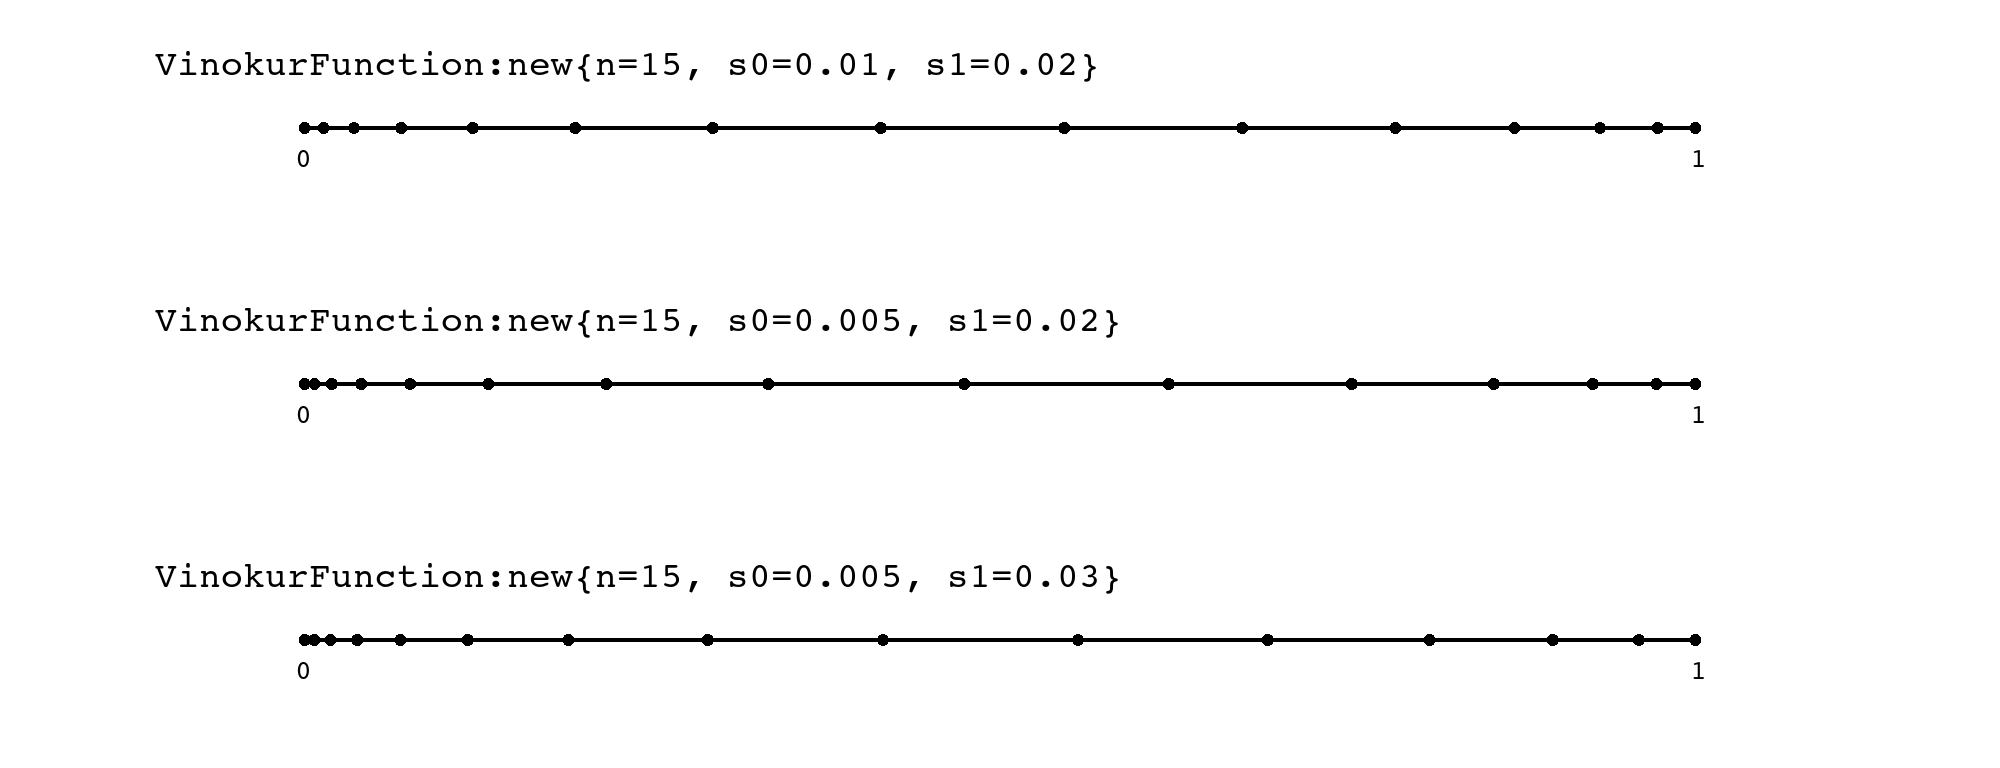 VinokurFunction:new{n=15, s0=0.01, s1=0.02}
0 1
VinokurFunction:new{n=15, s0=0.005, s1=0.02}
0 1
VinokurFunction:new{n=15, s0=0.005, s1=0.03}
0 1